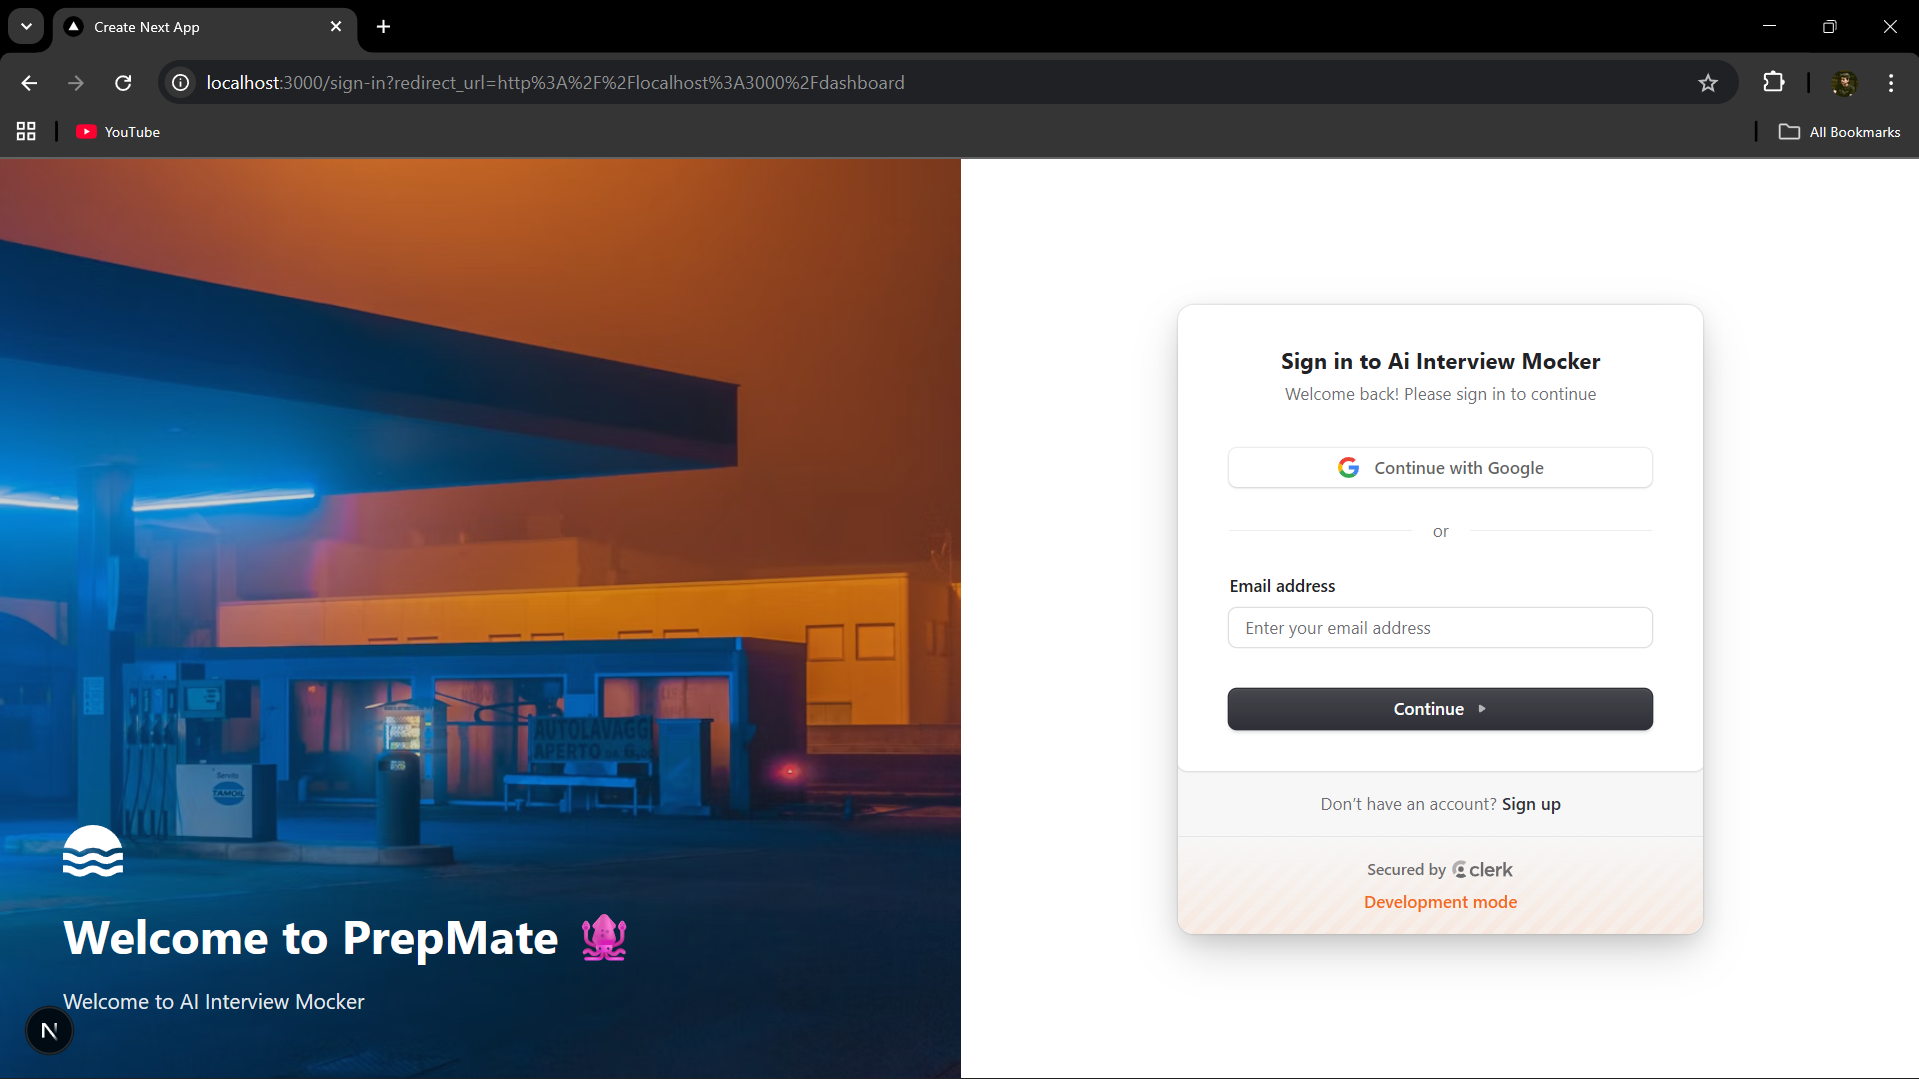 Create Next App
localhost:3000/sign-in?redirect_url=http%3A%2F%2Flocalhost%3A3000%2Fdashboard
YouTube
All Bookmarks
AUTOLAVAGGI
APERTO
Servito
TAMOIL
Welcome to PrepMate
Welcome to AI Interview Mocker
N
Sign in to Ai Interview Mocker
Welcome back! Please sign in to continue
Continue with Google
or
Email address
Enter your email address
Continue
Don't have an account? Sign up
Secured by clerk
Development mode